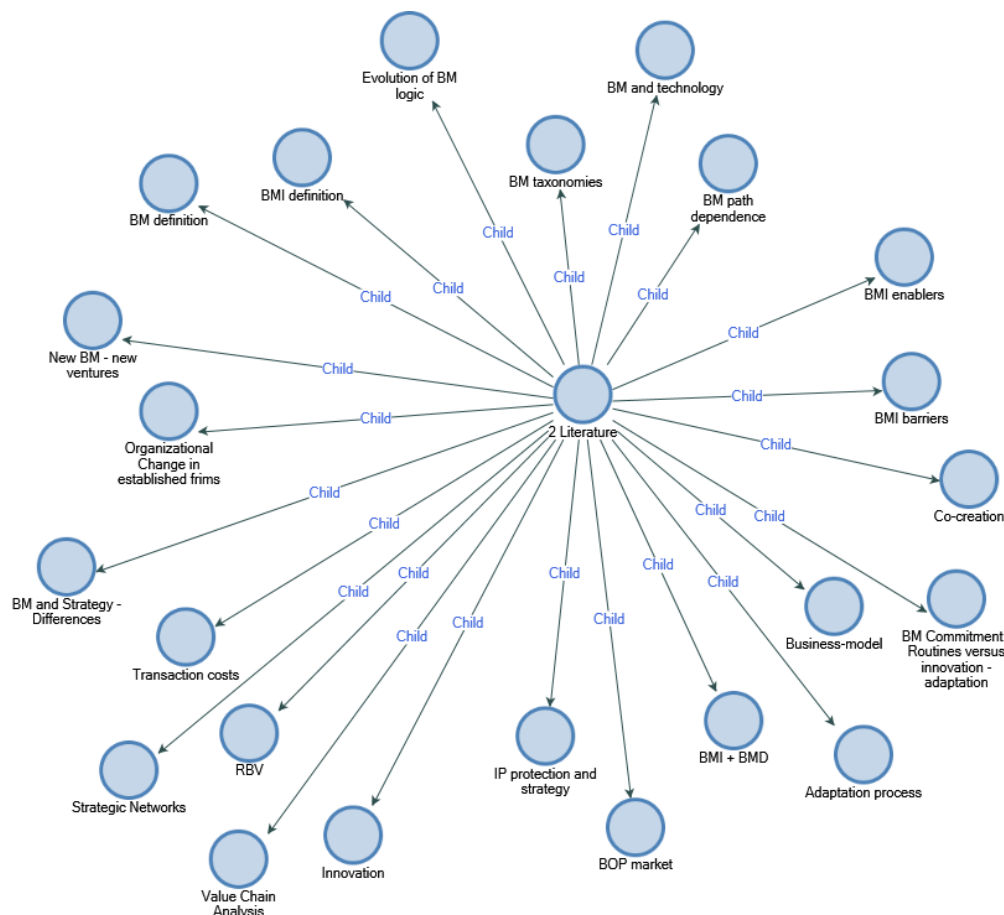 Evolution of BM
logic
BM and technology
BM taxonomies
BMI definition
BM path
dependence
BM definition
Child
Child
Child
Child
Child
Child
BMI enablers
Child
New BM - new
ventures
Child
Child
BMI barriers
2 Literature
Child
Organizational
Change in
established frims
Child
Co-creation
Child
Child
Child
Child
Child
Child
Child
Child
Child
Child
Child
Child
BM and Strategy -
Differences
Business-model
BM Commitment
Routines versus
innovation -
adaptation
Transaction costs
Child
Child
RBV
IP protection and
strategy
BMI + BMD
Adaptation process
Strategic Networks
Innovation
BOP market
Value Chain
Analysis